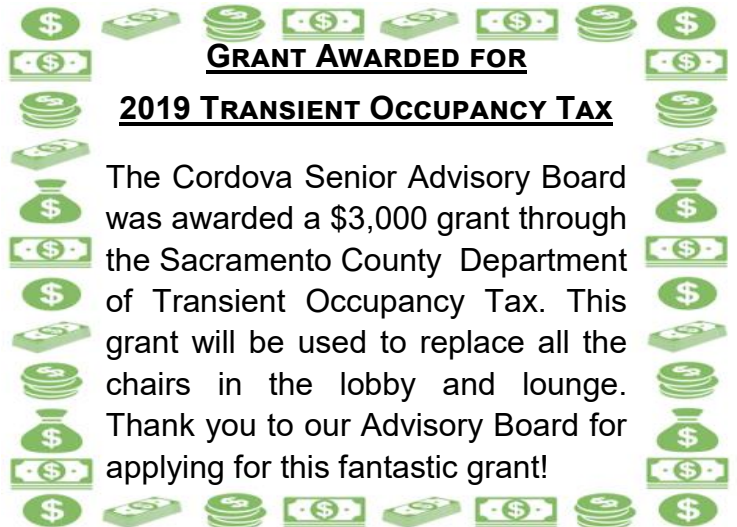 GRANT AWARDED FOR
2019 TRANSIENT OCCUPANCY TAX
The Cordova Senior Advisory Board
was awarded a $3,000 grant through
the Sacramento County Department
of Transient Occupancy Tax. This
grant will be used to replace all the
chairs in the lobby and lounge.
Thank you to our Advisory Board for
applying for this fantastic grant!